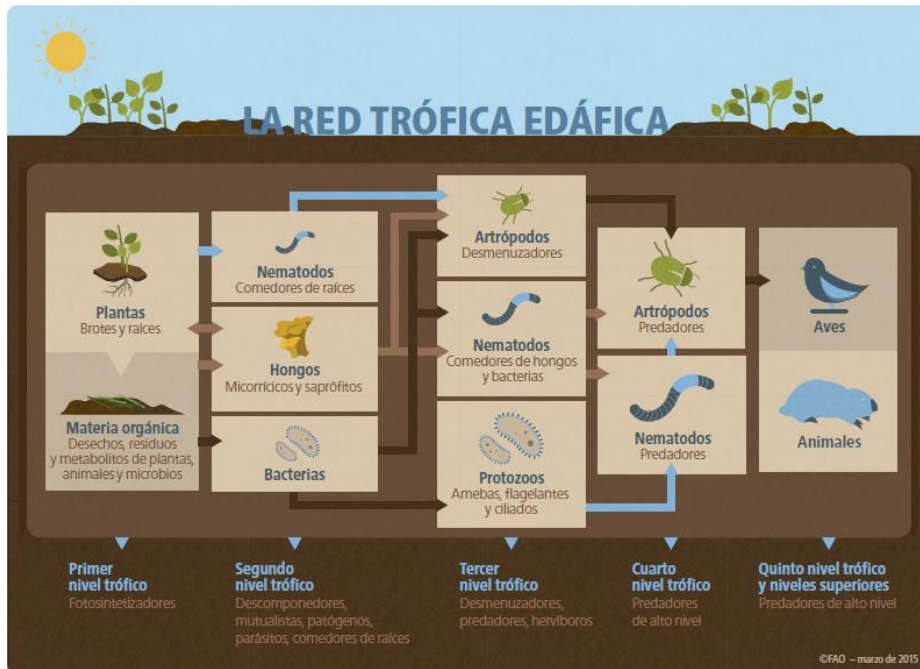 LA RED TRÓFICA EDÁFICA
Plantas
Brotes y raíces
Materia orgánica
Desechos, residuos
y metabolitos de plantas,
animales y microbios
Nematodos
Comedores de raíces
Hongos
Micorrícicos y saprófitos
Bacterias
Artrópodos
Desmenuzadores
Nematodos
Comedores de hongos
y bacterias
Protozoos
Amebas, flagelantes
y ciliados
Artrópodos
Predadores
Nematodos
Predadores
Aves
Animales
Primer
nivel trófico
Fotosintetizadores
Segundo
nivel trófico
Descomponedores,
mutualistas, patógenos,
parásitos, comedores de raíces
Tercer
nivel trófico
Desmenuzadores,
predadores, hervíboros
Cuarto
nivel trófico
Predadores
de alto nivel
Quinto nivel trófico
y niveles superiores
Predadores de alto nivel
©FAO – marzo de 2015